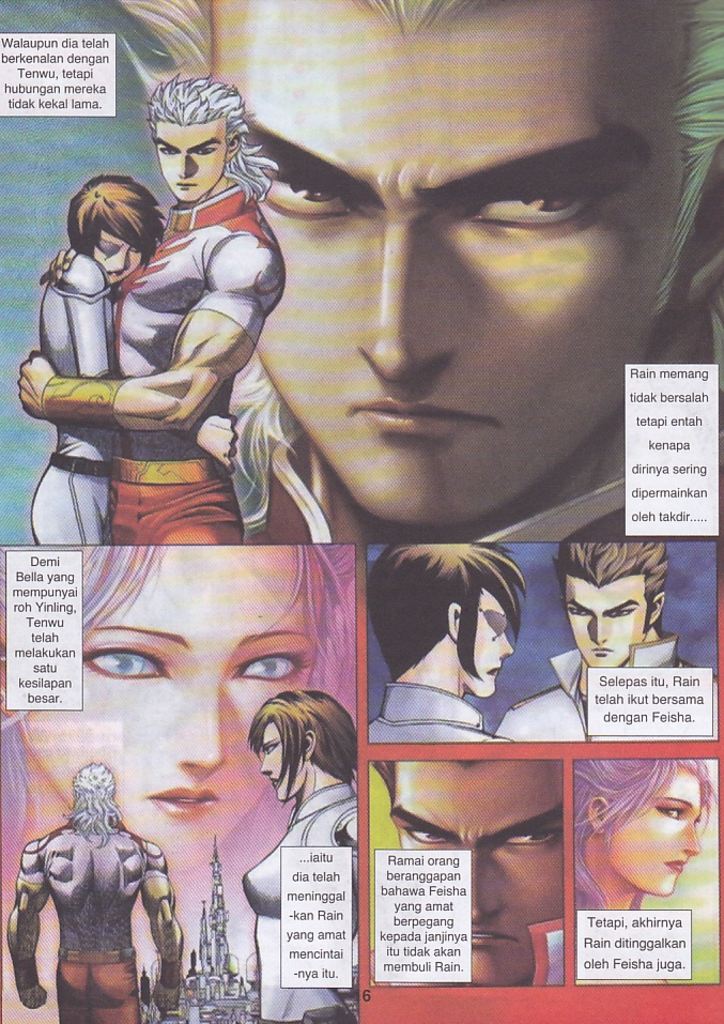 Walaupun dia telah
berkenalan dengan
Tenwu, tetapi
hubungan mereka
tidak kekal lama.
Rain memang
tidak bersalah
tetapi entah
kenapa
dirinya sering
dipermainkan
oleh takdir.....
Demi
Bella yang
mempunyai
roh Yinling,
Tenwu
telah
melakukan
satu
kesilapan
besar.
...iaitu
dia telah
meninggal
-kan Rain
yang amat
mencintai
-nya itu.
Selepas itu, Rain
telah ikut bersama
dengan Feisha.
Ramai orang
beranggapan
bahawa Feisha
yang amat
berpegang
kepada janjinya
itu tidak akan
membuli Rain.
Tetapi, akhirnya
Rain ditinggalkan
oleh Feisha juga.
6